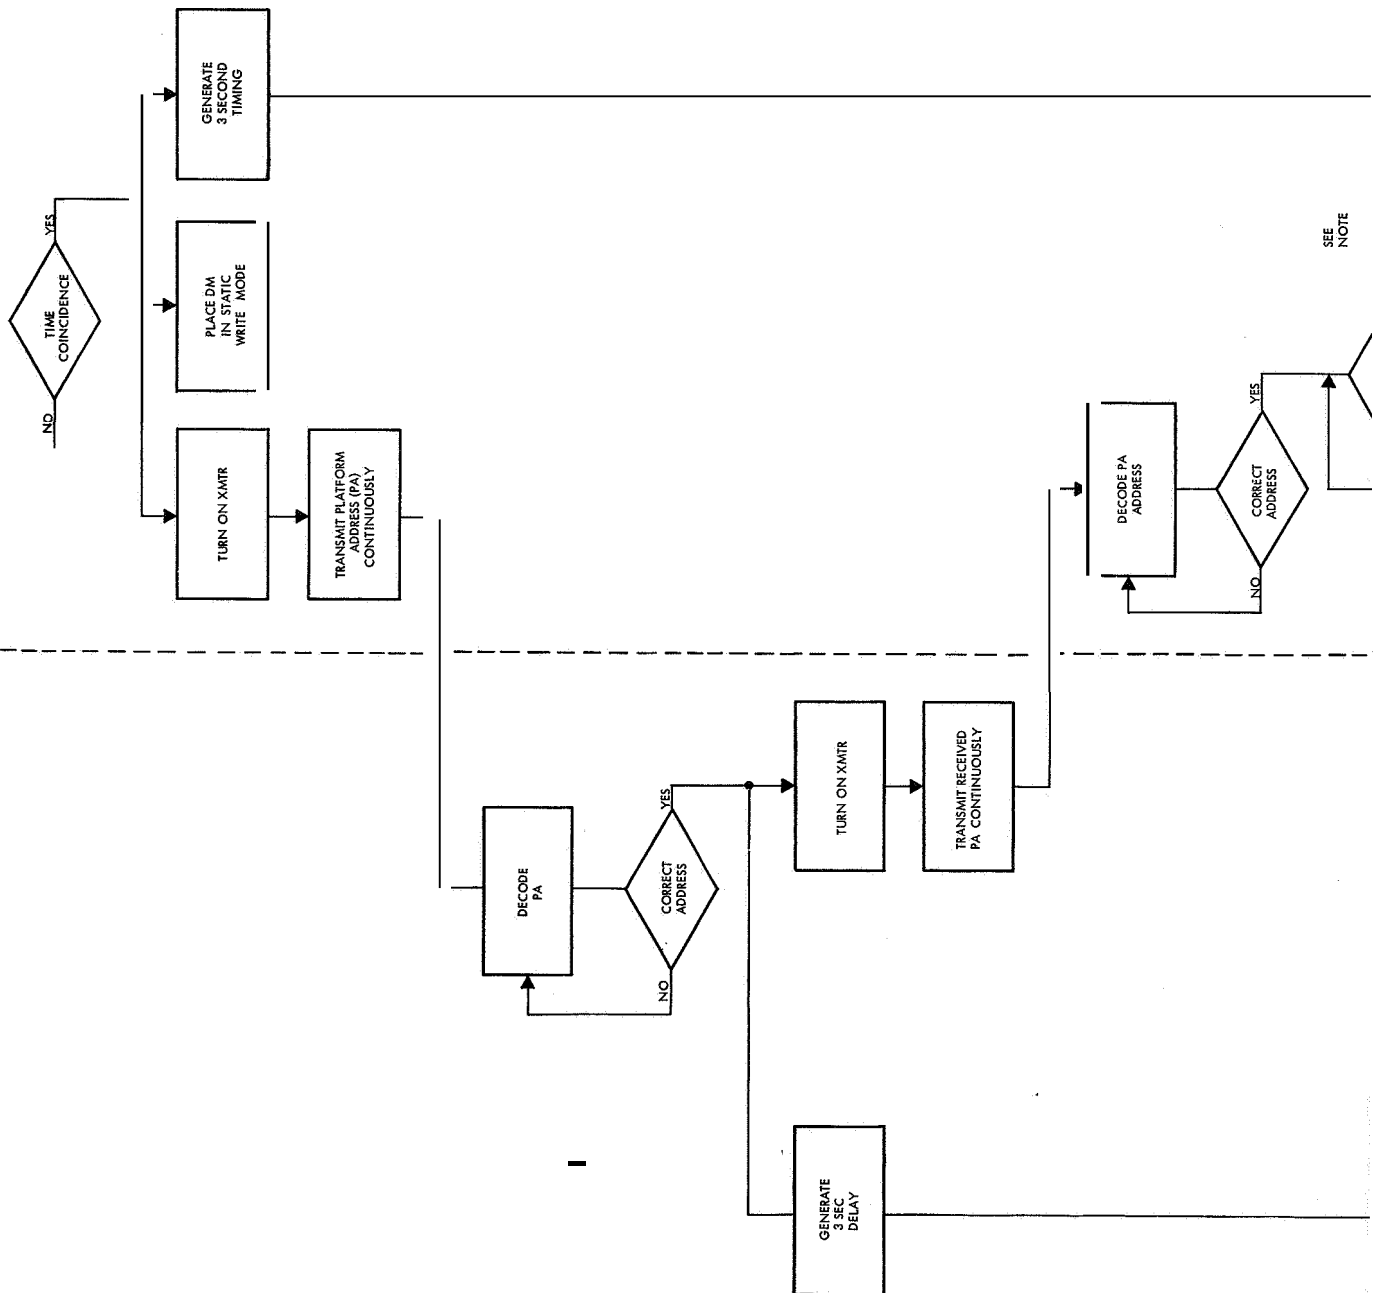 NO
TIME
COINCIDENCE
YES
TURN ON XMTR
PLACE DM
IN STATIC
WRITE MODE
GENERATE
3 SECOND
TIMING
TRANSMIT PLATFORM
ADDRESS (PA)
CONTINUOUSLY
DECODE
PA
NO
CORRECT
ADDRESS
YES
GENERATE
3 SEC
DELAY
TURN ON XMTR
TRANSMIT RECEIVED
PA CONTINUOUSLY
DECODE PA
ADDRESS
NO
CORRECT
ADDRESS
YES
SEE
NOTE